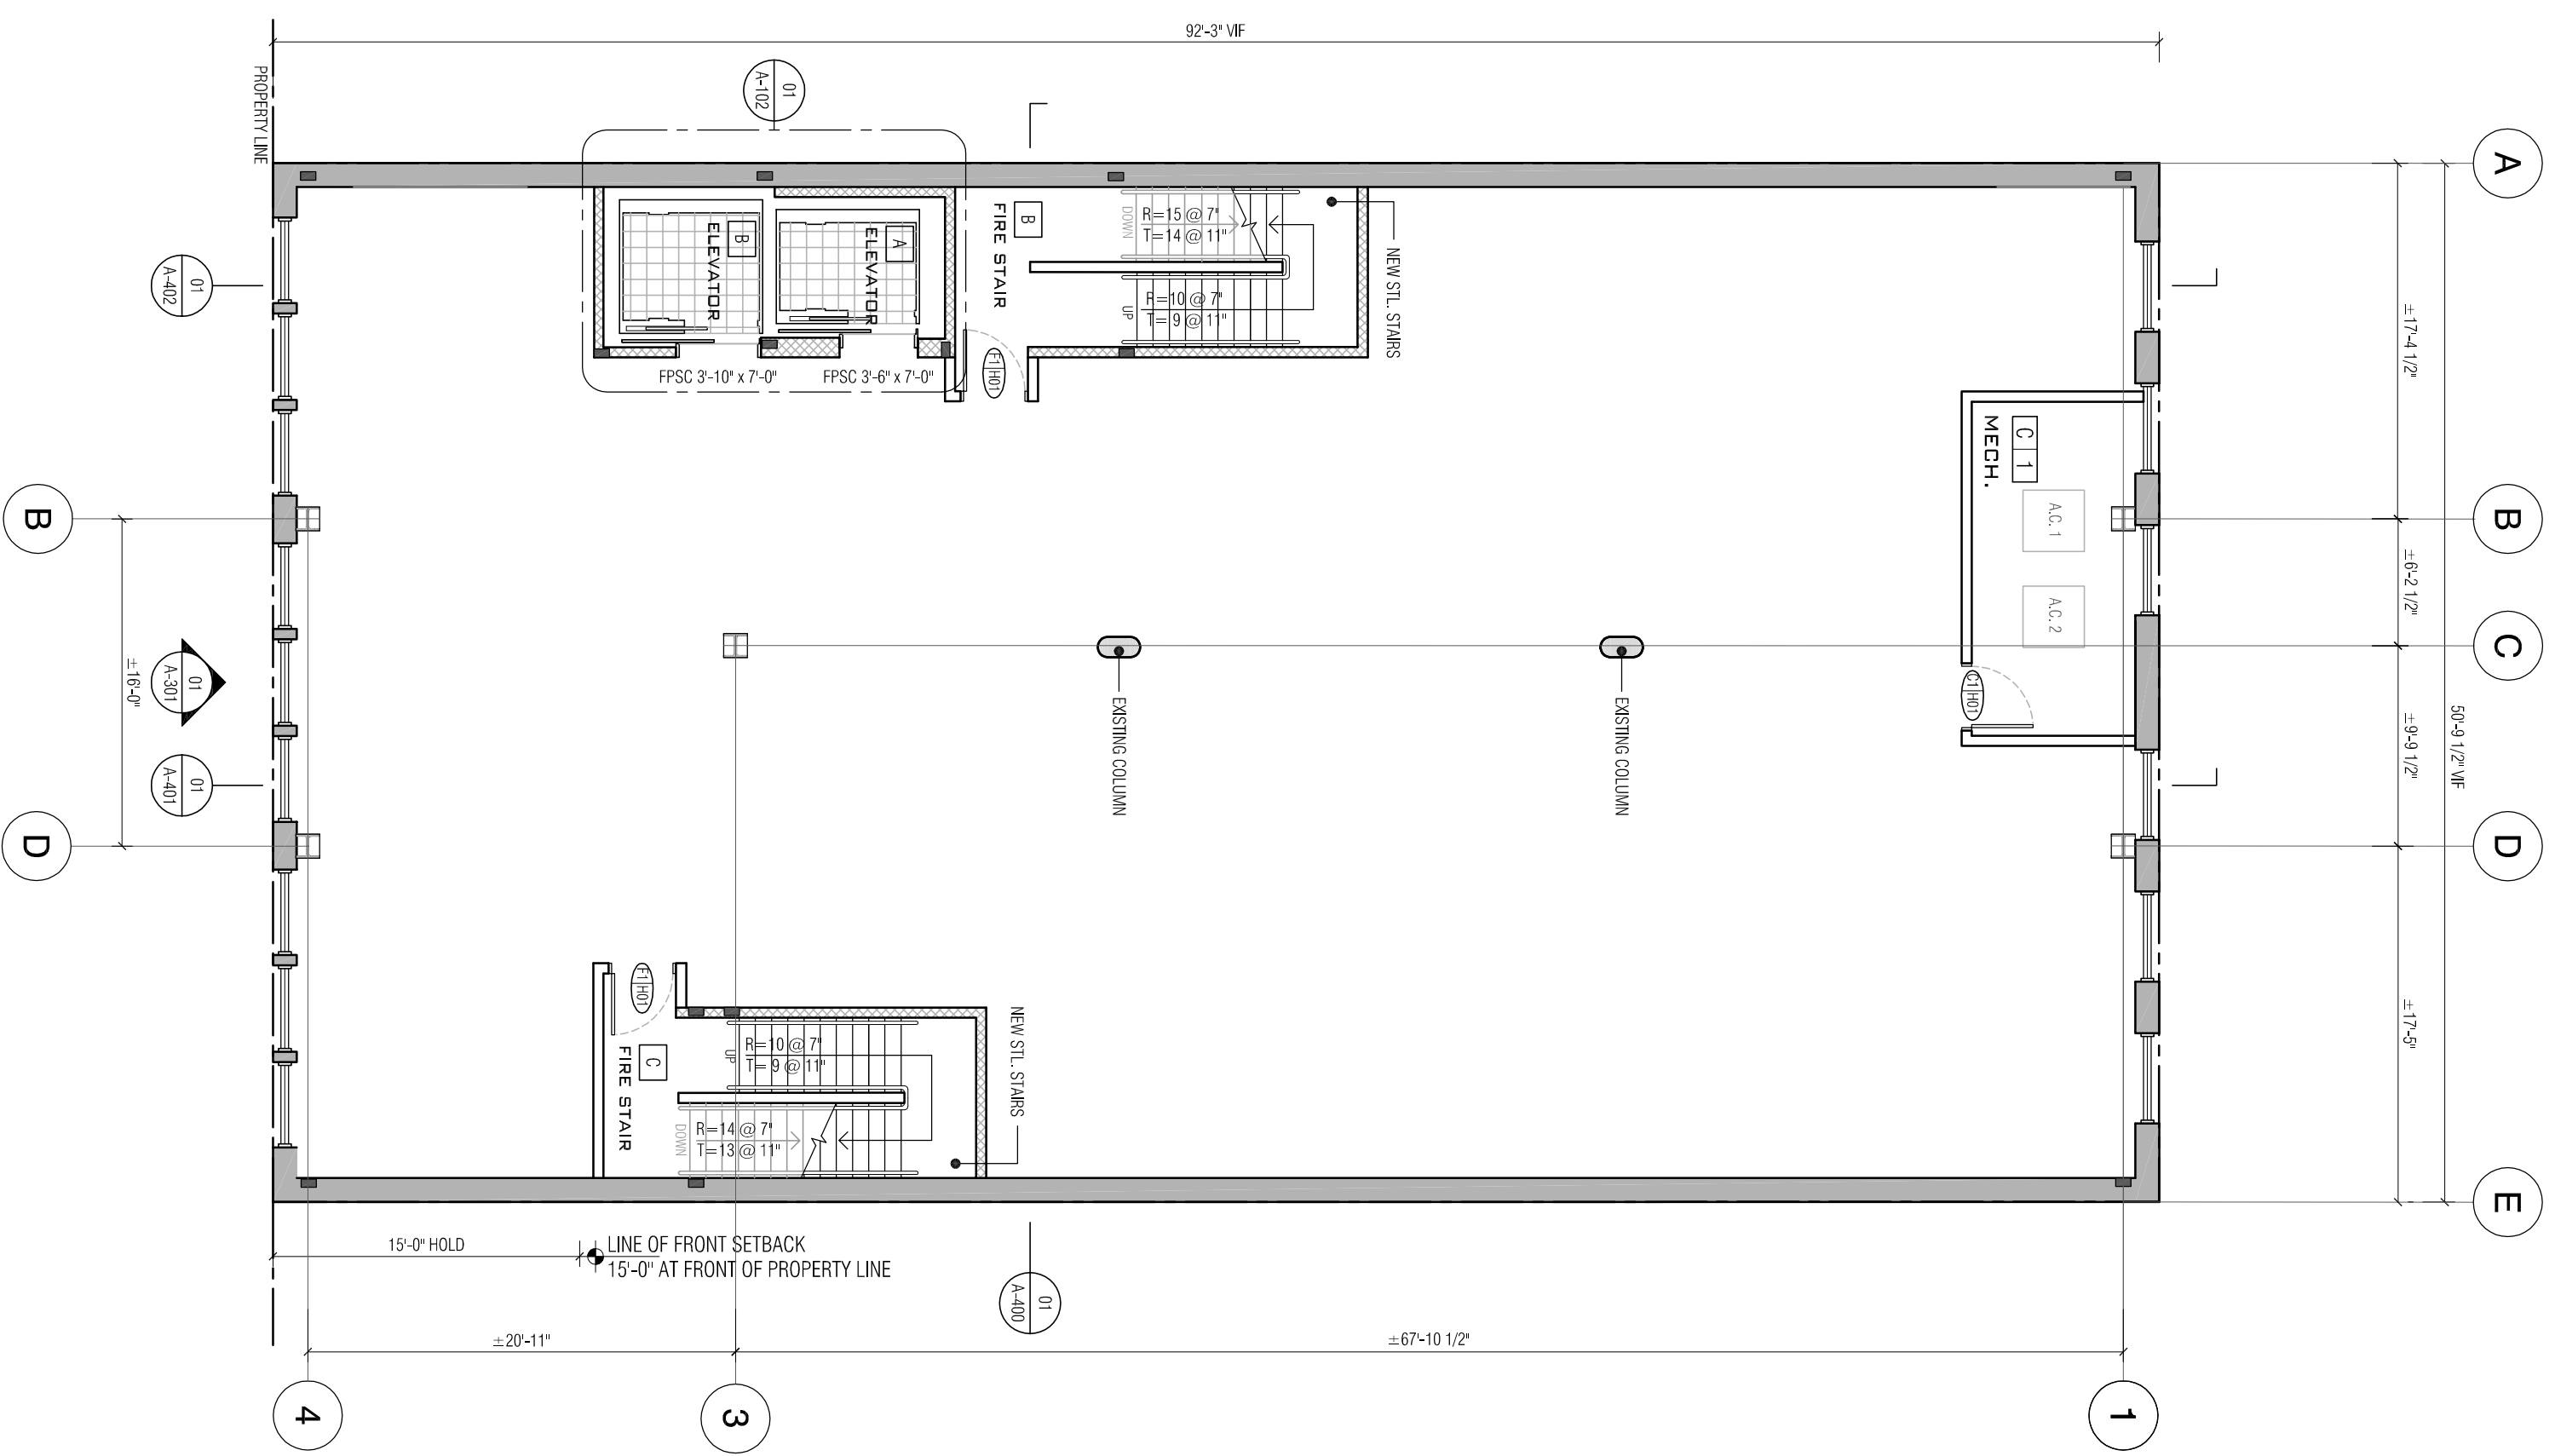 92'-3" VIF
PROPERTY LINE
01
A-102
A
ELEVATOR
B
ELEVATOR
A
FPSC 3'-10" x 7'-0"
FPSC 3'-6" x 7'-0"
FIRE STAIR
B
F1 H01
DOWN
R=15 @ 7"
T=14 @ 11"
UP
R=10 @ 7"
T= 9 @ 11"
NEW STL. STAIRS
01
A-402
±17'-4 1/2"
MECH.
C 1
A.C. 1
A.C. 2
C1 H01
B
B
±6'-2 1/2"
C
±9'-9 1/2"
50'-9 1/2" VIF
±16'-0"
01
A-301
01
A-401
EXISTING COLUMN
EXISTING COLUMN
D
D
±17'-5"
F1 H01
FIRE STAIR
C
UP
R=10 @ 7"
T= 9 @ 11"
DOWN
R=14 @ 7"
T=13 @ 11"
NEW STL. STAIRS
E
15'-0" HOLD
LINE OF FRONT SETBACK
15'-0" AT FRONT OF PROPERTY LINE
01
A-400
±20'-11"
±67'-10 1/2"
4
3
1